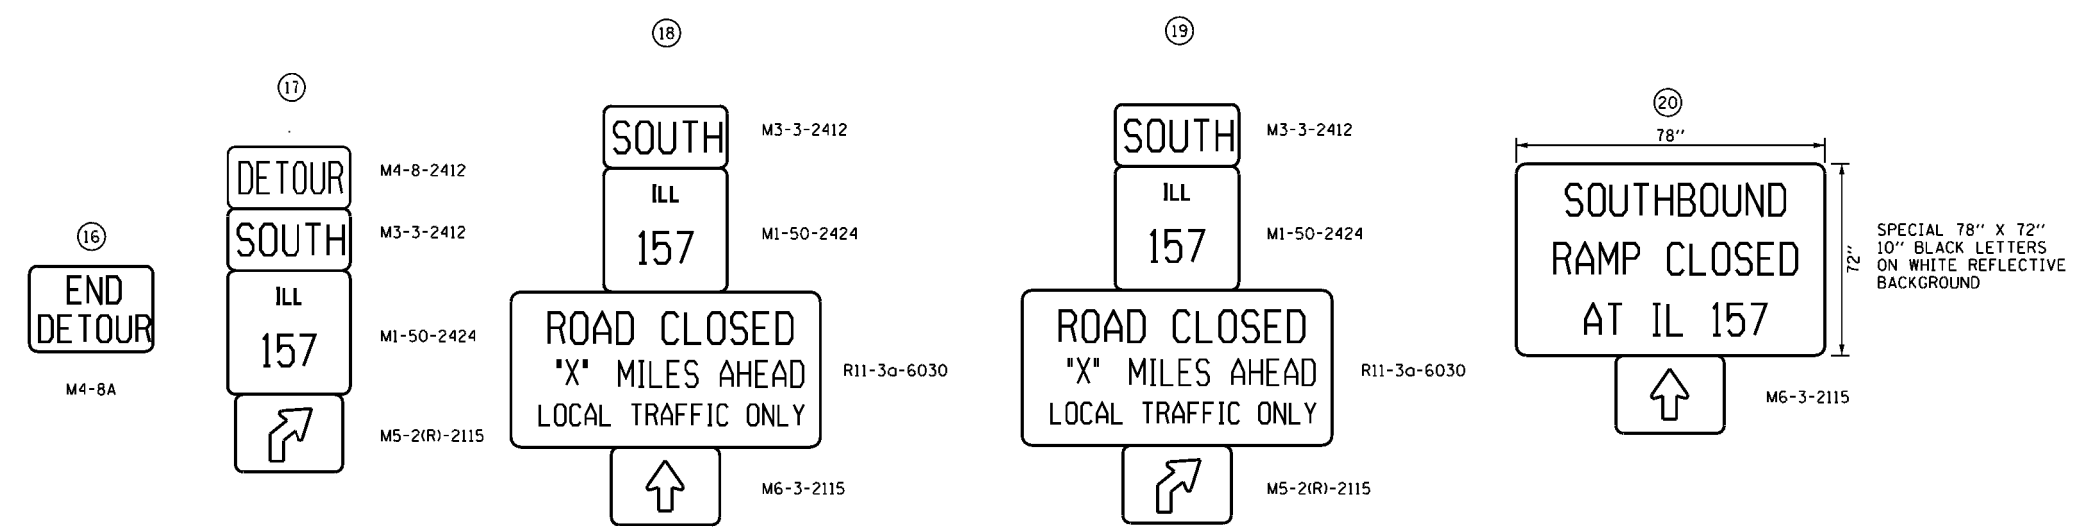 16
END
DETOUR
M4-8A
17
DETOUR
M4-8-2412
SOUTH
M3-3-2412
ILL
157
M1-50-2424
M5-2(R)-2115
18
SOUTH
M3-3-2412
ILL
157
M1-50-2424
ROAD CLOSED
"X" MILES AHEAD
LOCAL TRAFFIC ONLY
R11-3a-6030
M6-3-2115
19
SOUTH
M3-3-2412
ILL
157
M1-50-2424
ROAD CLOSED
"X" MILES AHEAD
LOCAL TRAFFIC ONLY
R11-3a-6030
M5-2(R)-2115
20
78''
SOUTHBOUND
RAMP CLOSED
AT IL 157
72''
SPECIAL 78'' X 72''
10'' BLACK LETTERS
ON WHITE REFLECTIVE
BACKGROUND
M6-3-2115